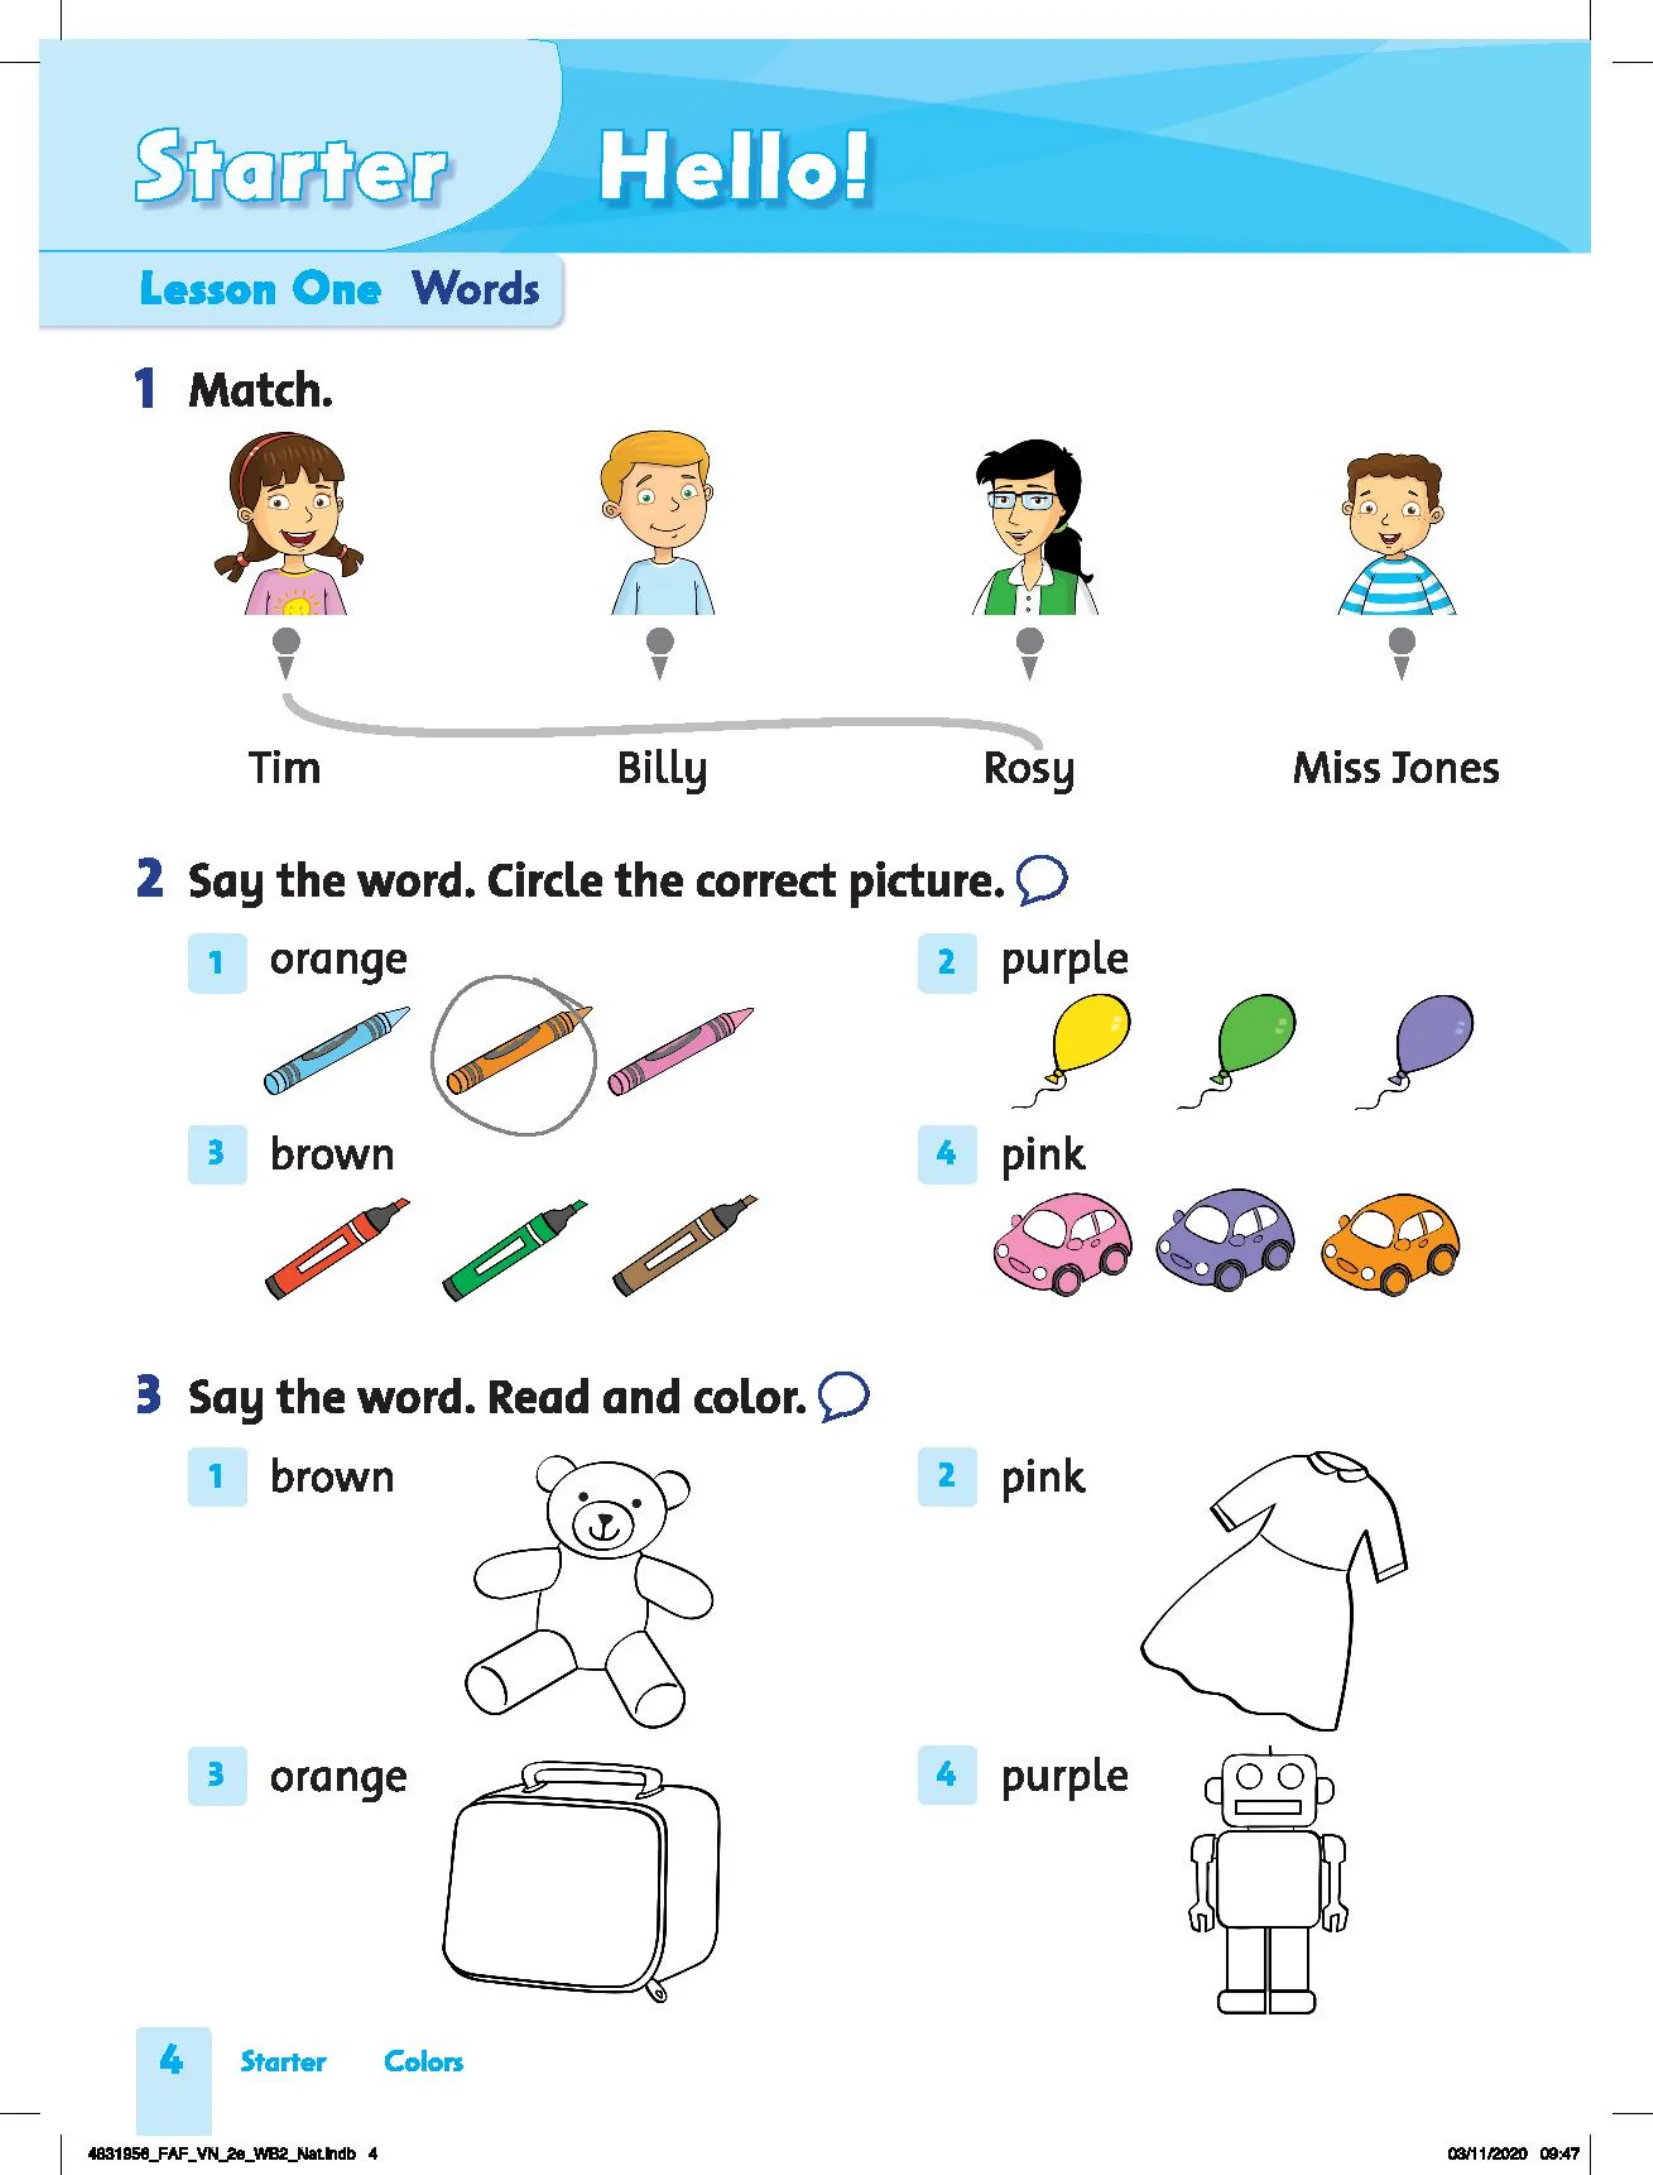 Starter Hello!
Lesson One Words
1 Match.
Tim Billy Rosy Miss Jones
2 Say the word. Circle the correct picture.
1 orange 2 purple
3 brown 4 pink
3 Say the word. Read and color.
1 brown 2 pink
3 orange 4 purple
4 Starter Colors
4831956_FAF_VN_2e_WB2_Nat.indb 4 03/11/2020 09:47